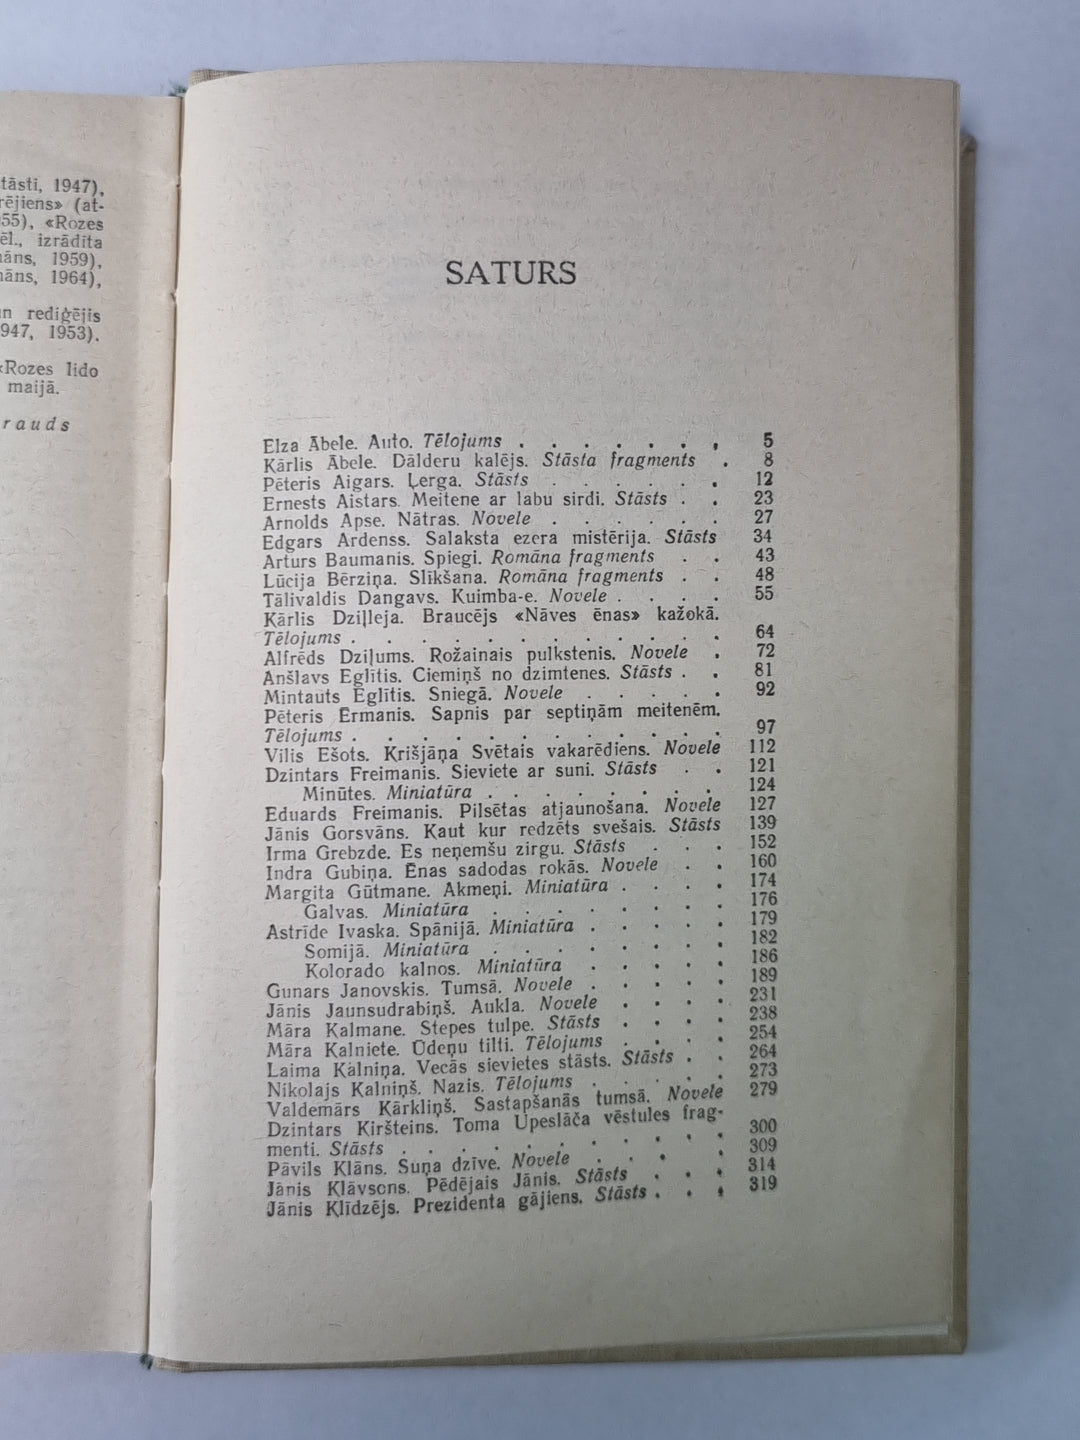 tāsti, 1947),
rējiens» (at-
55), «Rozes
ēl., izrādīta
āns, 1959),
āns, 1964),
n rediģējis
947, 1953).
«Rozes lido
maijā.
rauds
SATURS
Elza Ābele. Auto. Tēlojums . . . . . . . 5
Kārlis Ābele. Dālderu kalējs. Stāsta fragments . 8
Pēteris Aigars. Ļerga. Stāsts . . . . . . 12
Ernests Aistars. Meitene ar labu sirdi. Stāsts . . 23
Arnolds Apse. Nātras. Novele . . . . . . 27
Edgars Ardenss. Salaksta ezera mistērija. Stāsts 34
Arturs Baumanis. Spiegi. Romāna fragments . . 43
Lūcija Bērziņa. Slīkšana. Romāna fragments . . 48
Tālivaldis Dangavs. Kuimba-e. Novele . . . . 55
Kārlis Dziļleja. Braucējs «Nāves ēnas» kažokā.
Tēlojums . . . . . . . . . . . . 64
Alfrēds Dziļums. Rožainais pulkstenis. Novele . 72
Anšlavs Eglītis. Ciemiņš no dzimtenes. Stāsts . . 81
Mintauts Eglītis. Sniegā. Novele . . . . . 92
Pēteris Ērmanis. Sapnis par septiņām meitenēm.
Tēlojums . . . . . . . . . . . . 97
Vilis Ešots. Krišjāņa Svētais vakarēdiens. Novele 112
Dzintars Freimanis. Sieviete ar suni. Stāsts . . 121
Minūtes. Miniatūra . . . . . . . . 124
Eduards Freimanis. Pilsētas atjaunošana. Novele 127
Jānis Gorsvāns. Kaut kur redzēts svešais. Stāsts 139
Irma Grebzde. Es neņemšu zirgu. Stāsts . . . 152
Indra Gubiņa. Ēnas sadodas rokās. Novele . . 160
Margita Gūtmane. Akmeņi. Miniatūra . . . . 174
Galvas. Miniatūra . . . . . . . . 176
Astrīde Ivaska. Spānijā. Miniatūra . . . . . 179
Somijā. Miniatūra . . . . . . . . 182
Kolorado kalnos. Miniatūra . . . . . 186
Gunars Janovskis. Tumsā. Novele . . . . . 189
Jānis Jaunsudrabiņš. Aukla. Novele . . . . 231
Māra Kalmane. Stepes tulpe. Stāsts . . . . 238
Māra Kalniete. Ūdeņu tilti. Tēlojums . . . . 254
Laima Kalniņa. Vecās sievietes stāsts. Stāsts . . 264
Nikolajs Kalniņš. Nazis. Tēlojums . . . . . 273
Valdemārs Kārkliņš. Sastapšanās tumsā. Novele 279
Dzintars Ķiršteins. Toma Upeslāča vēstules frag-
menti. Stāsts . . . . . . . . . . . 300
Pāvils Klāns. Suņa dzīve. Novele . . . . 309
Jānis Kļāvsons. Pēdējais Jānis. Stāsts . . . 314
Jānis Klīdzējs. Prezidenta gājiens. Stāsts . . . 319